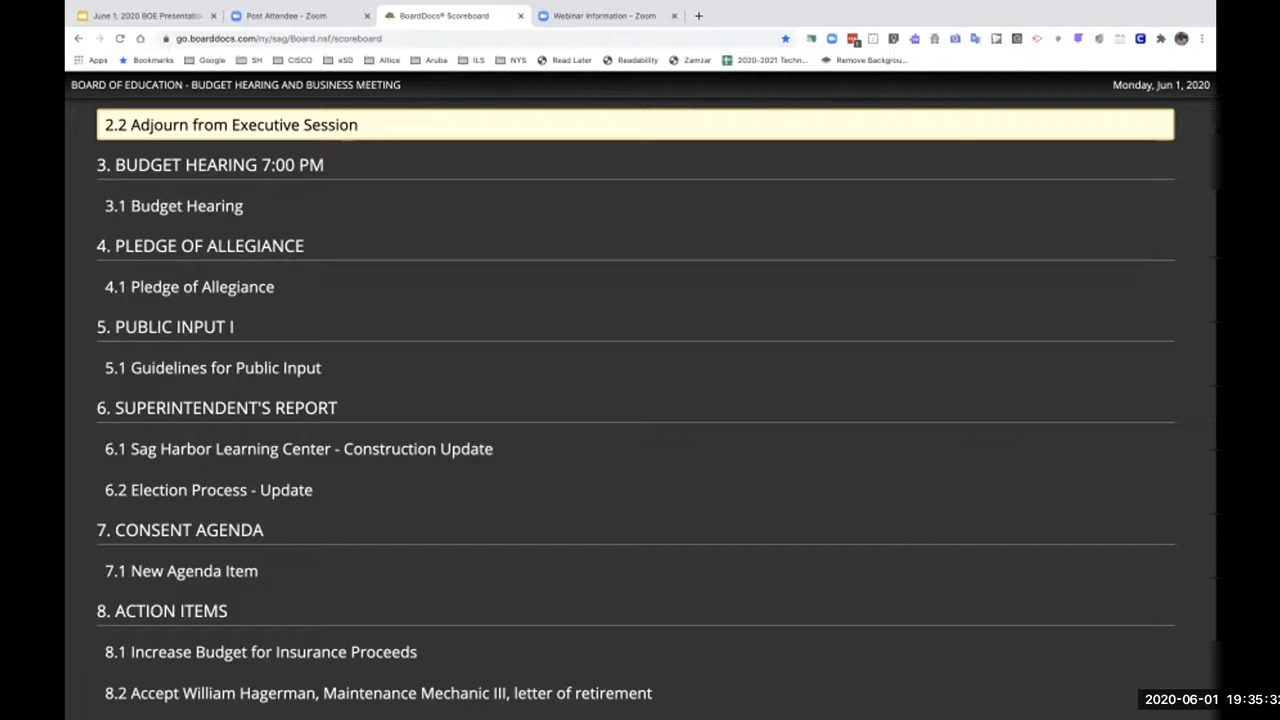 June 1, 2020 BOE Presentatio
Post Attendee - Zoom
BoardDocs® Scoreboard
Webinar Information - Zoom
go.boarddocs.com/ny/sag/Board.nsf/scoreboard
Apps Bookmarks Google SH CISCO eSD Altice Aruba ILS NYS Read Later Readability Zamzar 2020-2021 Techn... Remove Backgrou...
BOARD OF EDUCATION - BUDGET HEARING AND BUSINESS MEETING Monday, Jun 1, 2020
2.2 Adjourn from Executive Session
3. BUDGET HEARING 7:00 PM
3.1 Budget Hearing
4. PLEDGE OF ALLEGIANCE
4.1 Pledge of Allegiance
5. PUBLIC INPUT I
5.1 Guidelines for Public Input
6. SUPERINTENDENT'S REPORT
6.1 Sag Harbor Learning Center - Construction Update
6.2 Election Process - Update
7. CONSENT AGENDA
7.1 New Agenda Item
8. ACTION ITEMS
8.1 Increase Budget for Insurance Proceeds
8.2 Accept William Hagerman, Maintenance Mechanic III, letter of retirement
2020-06-01 19:35:3